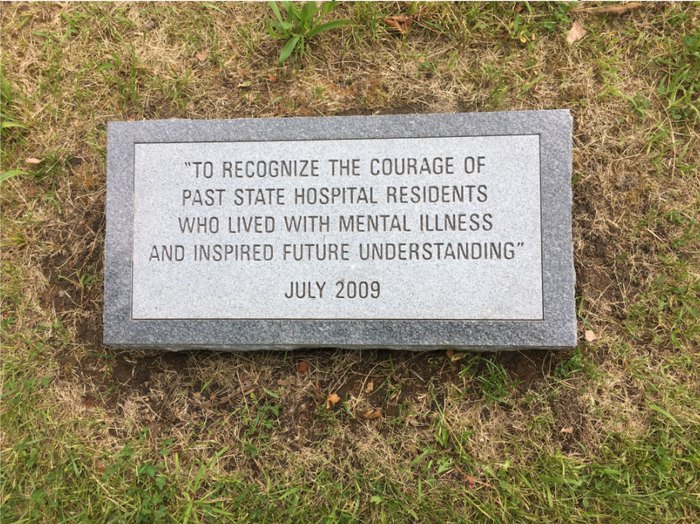 "TO RECOGNIZE THE COURAGE OF
PAST STATE HOSPITAL RESIDENTS
WHO LIVED WITH MENTAL ILLNESS
AND INSPIRED FUTURE UNDERSTANDING"
JULY 2009